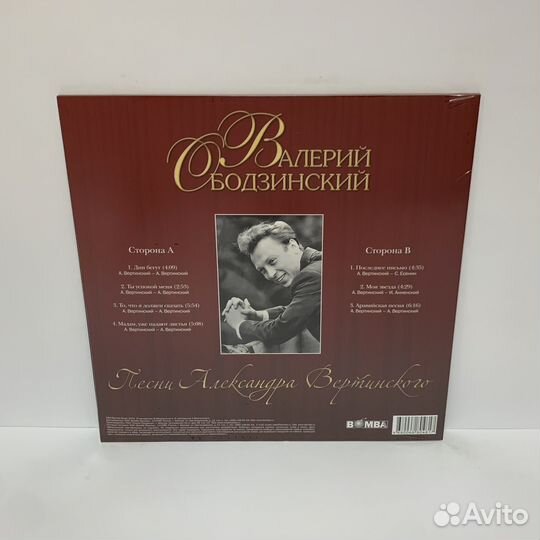 Валерий
Ободзинский
Сторона А
1. Дни бегут (4:09)
А. Вертинский – А. Вертинский
2. Ты успокой меня (2:53)
А. Вертинский – А. Вертинский
3. То, что я должен сказать (5:54)
А. Вертинский – А. Вертинский
4. Мадам, уже падают листья (3:08)
А. Вертинский – А. Вертинский
Сторона В
1. Последнее письмо (4:35)
А. Вертинский – С. Есенин
2. Моя звезда (4:29)
А. Вертинский – И. Анненский
3. Аравийская песня (6:16)
А. Вертинский – А. Вертинский
Песни Александра Вертинского
BOMBA
Avito